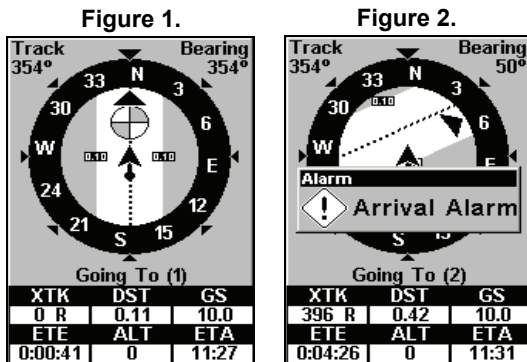 Figure 1.
Track Bearing
354º 354º
33 N 3
30 6
W E
0.10 0.10
24 12
21 S 15
Going To (1)
XTK DST GS
0 R 0.11 10.0
ETE ALT ETA
0:00:41 0 11:27
Figure 2.
Track Bearing
354º 50º
33 N 3
0.10
30 6
W E
Alarm
! Arrival Alarm
S
Going To (2)
XTK DST GS
396 R 0.42 10.0
ETE ALT ETA
0:04:26 0 11:31